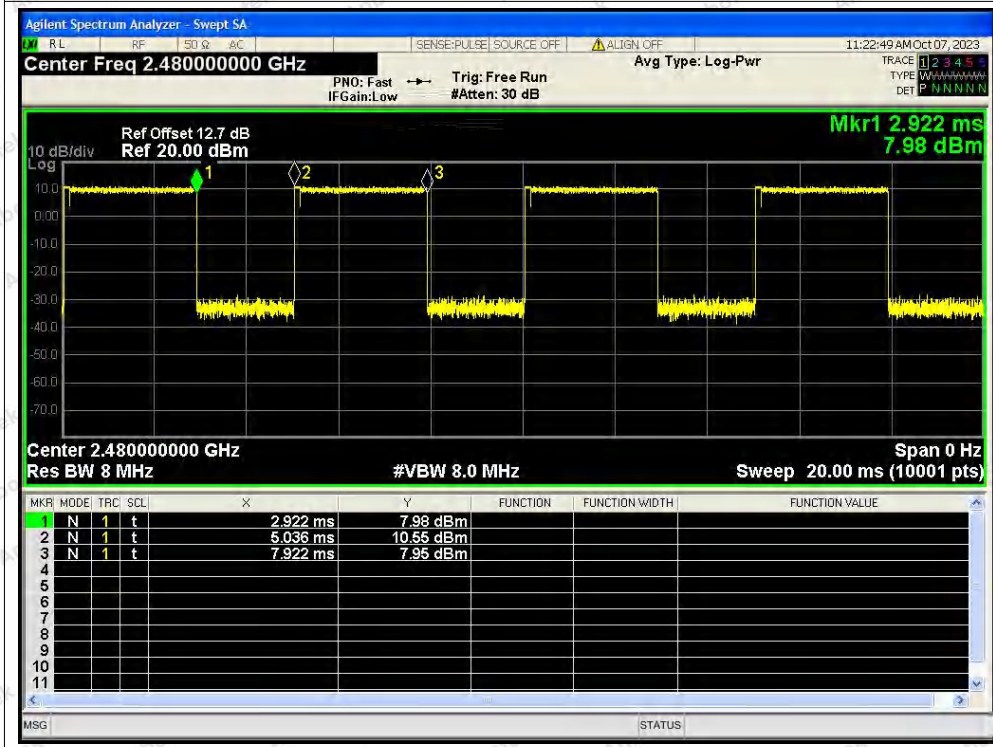 Agilent Spectrum Analyzer - Swept SA
LXI RL RF 50 Ω AC SENSE:PULSE SOURCE OFF ALIGN OFF 11:22:49 AM Oct 07, 2023
Center Freq 2.480000000 GHz Avg Type: Log-Pwr TRACE 1 2 3 4 5 6
PNO: Fast Trig: Free Run TYPE W
IFGain:Low #Atten: 30 dB DET P N N N N N
Mkr1 2.922 ms
Ref Offset 12.7 dB 7.98 dBm
10 dB/div Ref 20.00 dBm
Log
1 2 3
10.0
0.00
-10.0
-20.0
-30.0
-40.0
-50.0
-60.0
-70.0
Center 2.480000000 GHz Span 0 Hz
Res BW 8 MHz #VBW 8.0 MHz Sweep 20.00 ms (10001 pts)
MKR MODE TRC SCL X Y FUNCTION FUNCTION WIDTH FUNCTION VALUE
1 N 1 t 2.922 ms 7.98 dBm
2 N 1 t 5.036 ms 10.55 dBm
3 N 1 t 7.922 ms 7.95 dBm
4
5
6
7
8
9
10
11
MSG STATUS